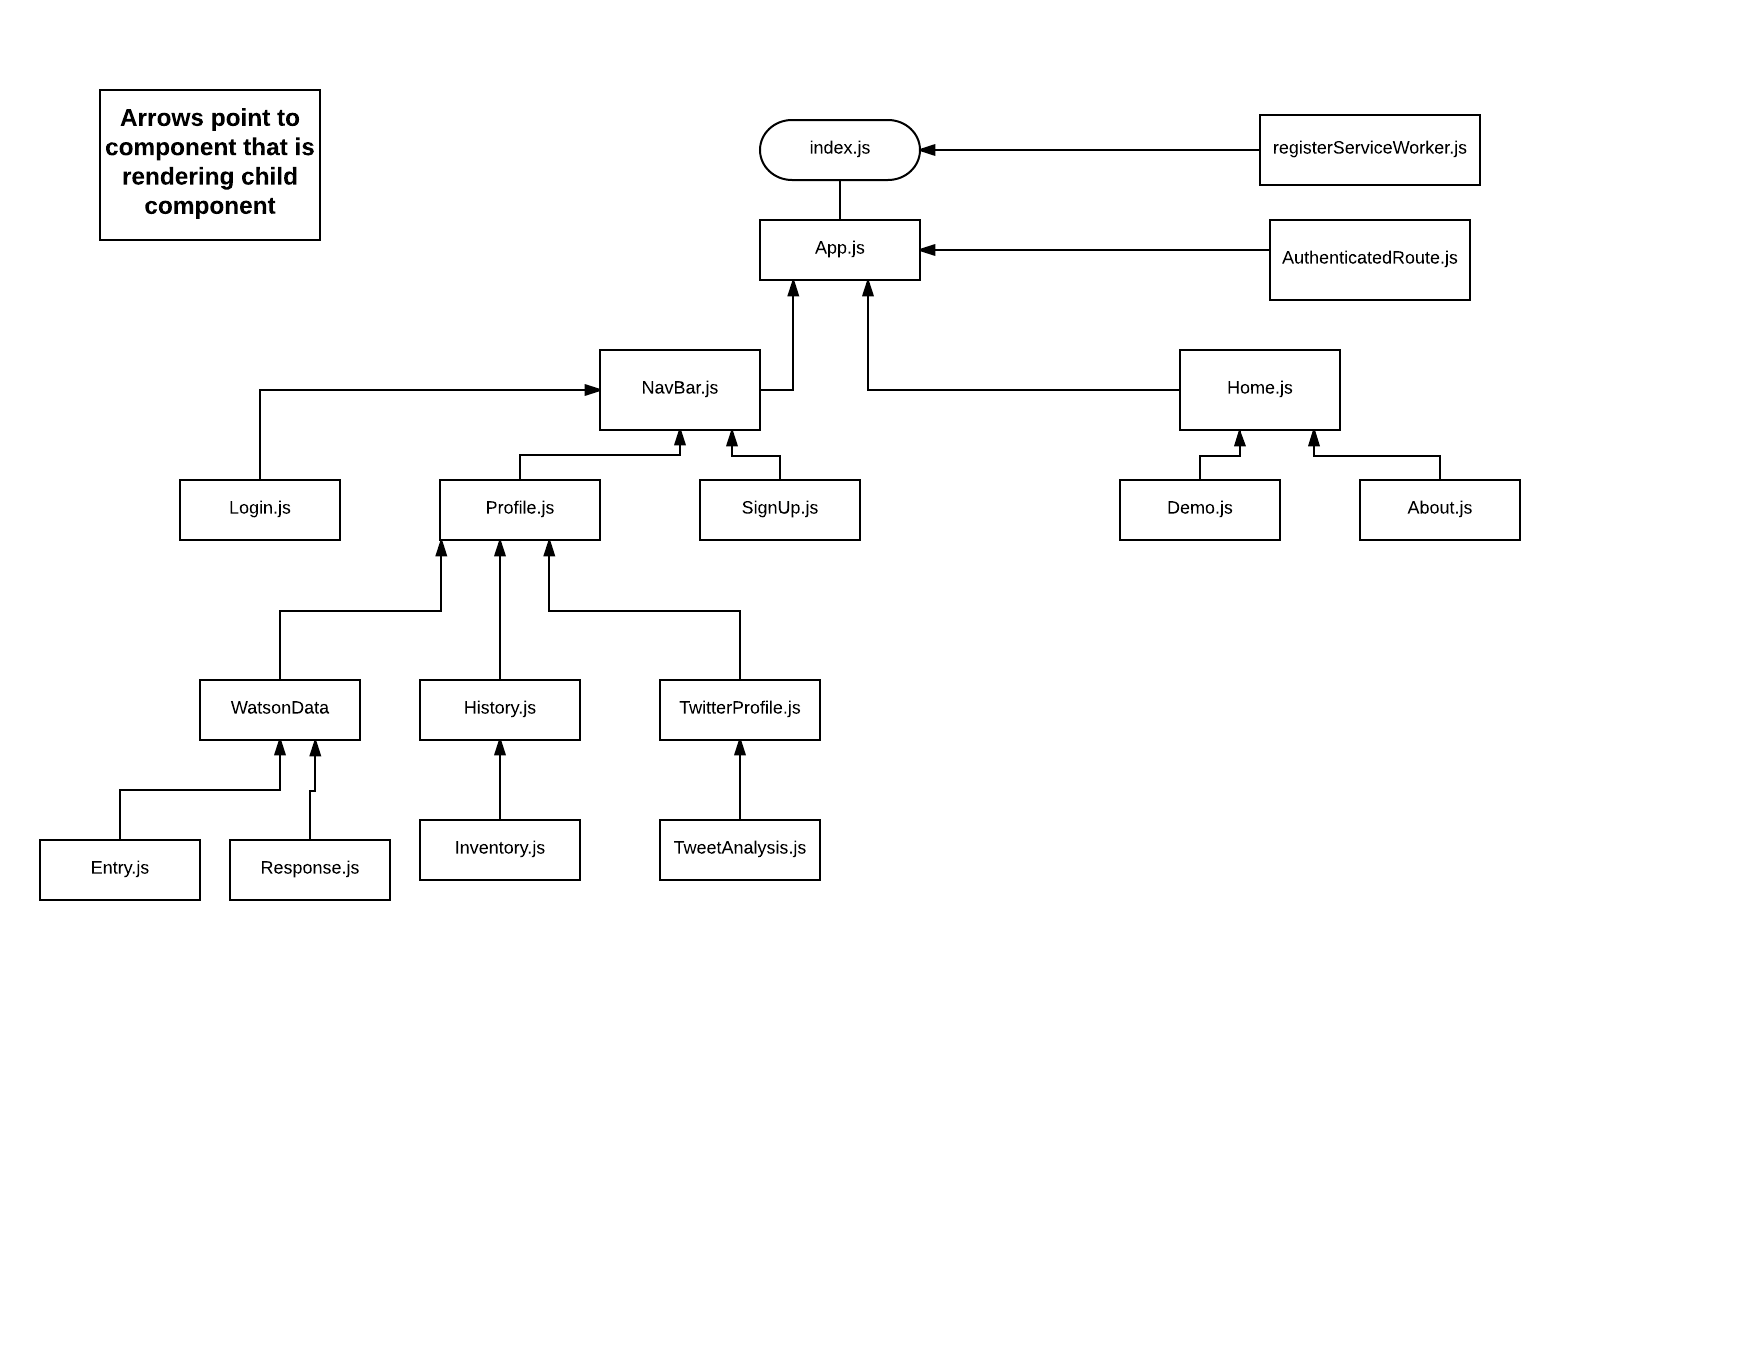 Arrows point to
component that is
rendering child
component
index.js
registerServiceWorker.js
App.js
AuthenticatedRoute.js
NavBar.js
Home.js
Login.js
Profile.js
SignUp.js
Demo.js
About.js
WatsonData
History.js
TwitterProfile.js
Entry.js
Response.js
Inventory.js
TweetAnalysis.js